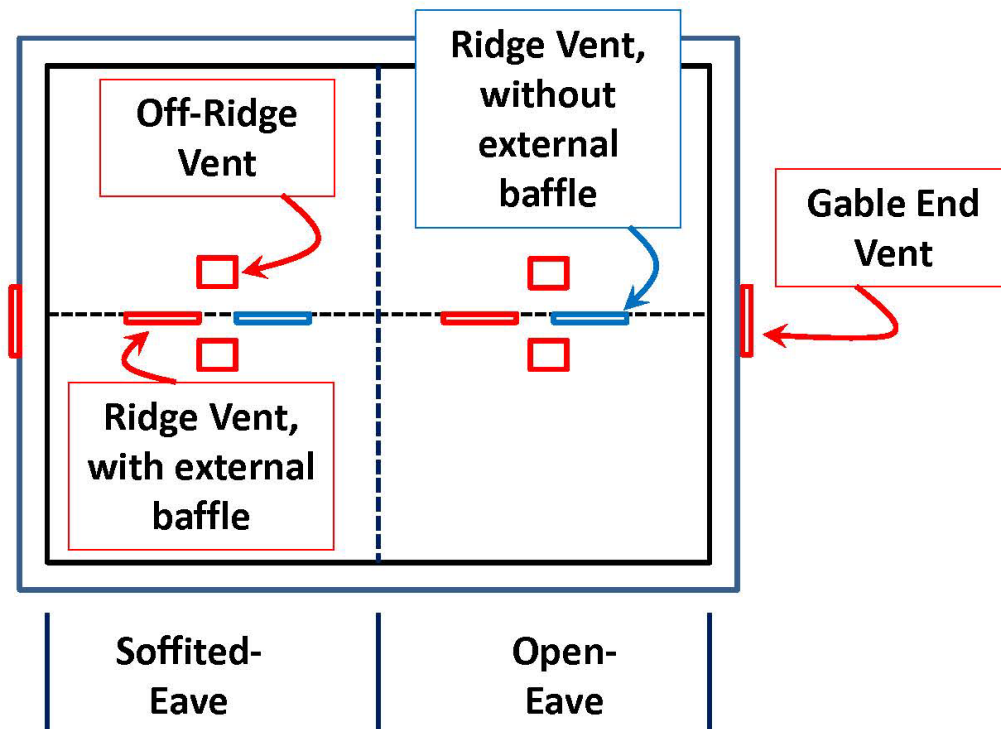 Off-Ridge
Vent
Ridge Vent,
without
external
baffle
Gable End
Vent
Ridge Vent,
with external
baffle
Soffited-
Eave
Open-
Eave